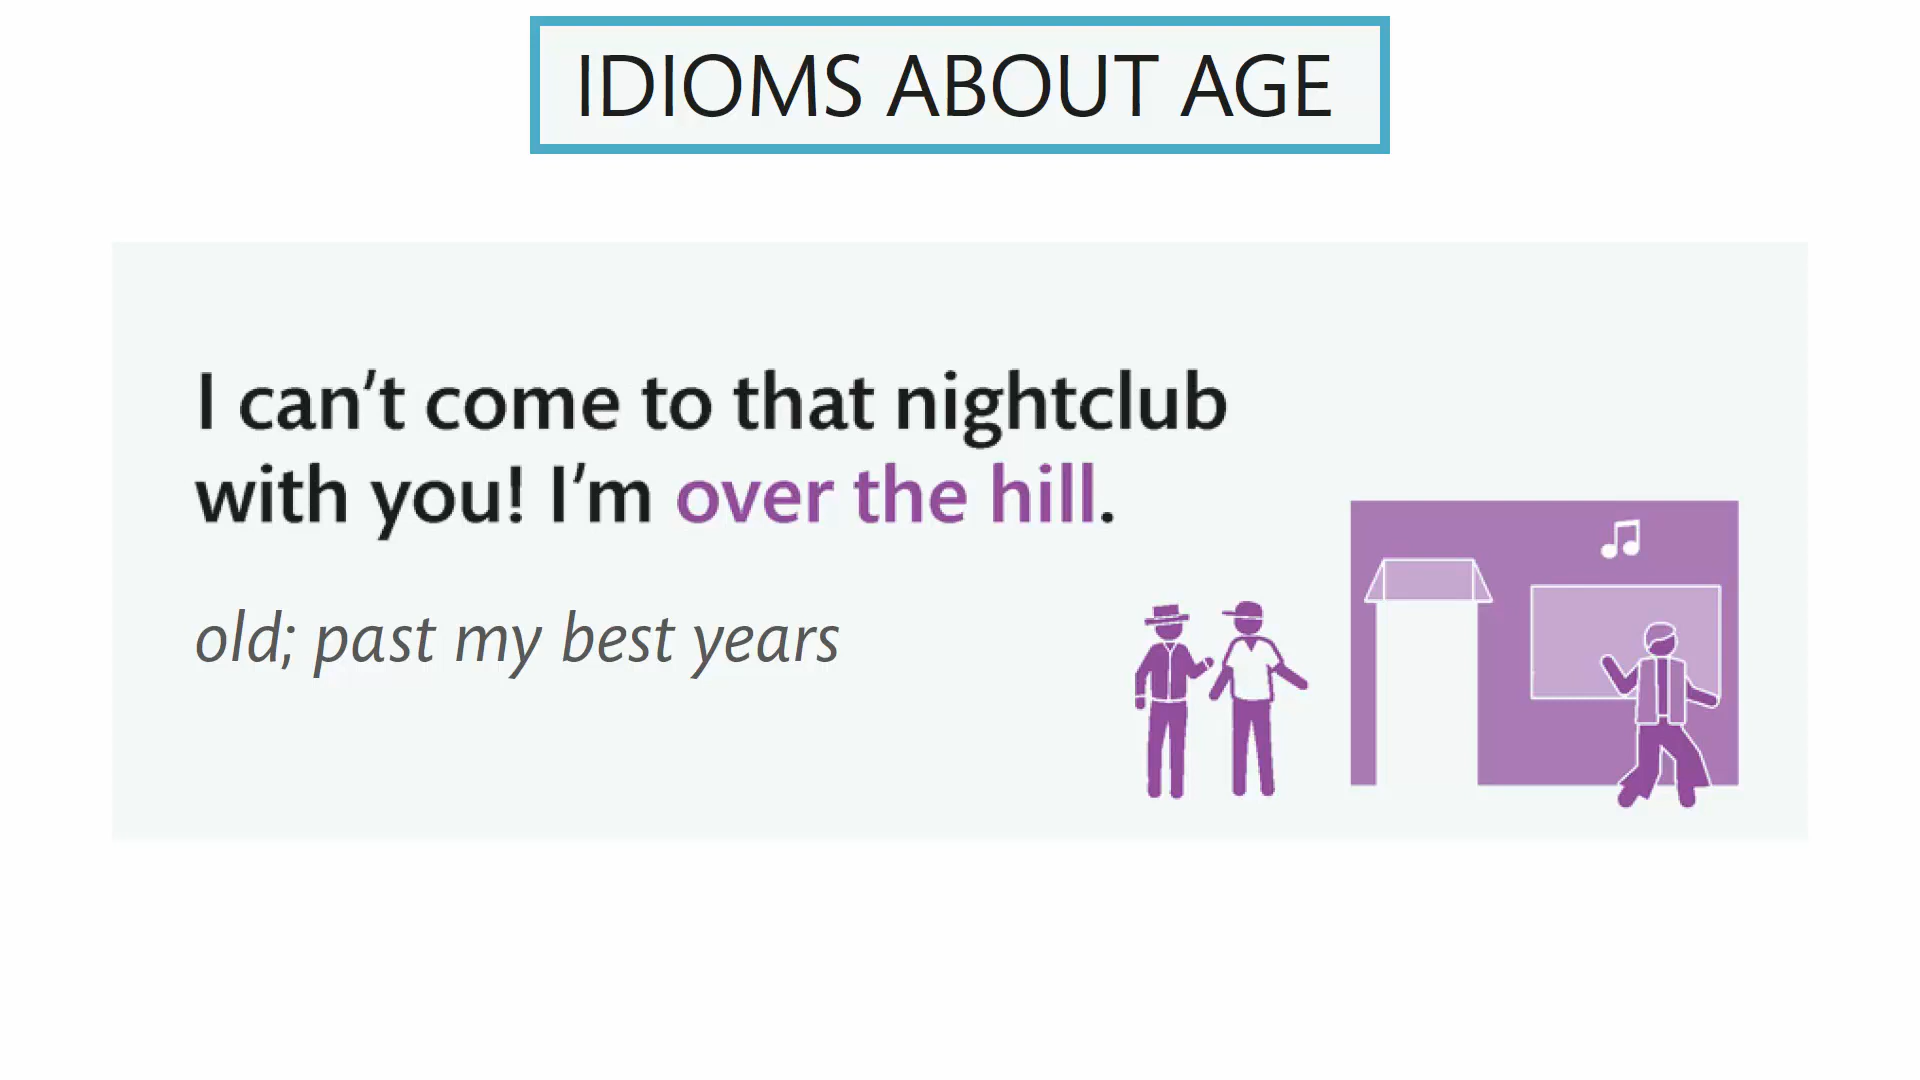 IDIOMS ABOUT AGE
I can’t come to that nightclub
with you! I’m over the hill.
old; past my best years